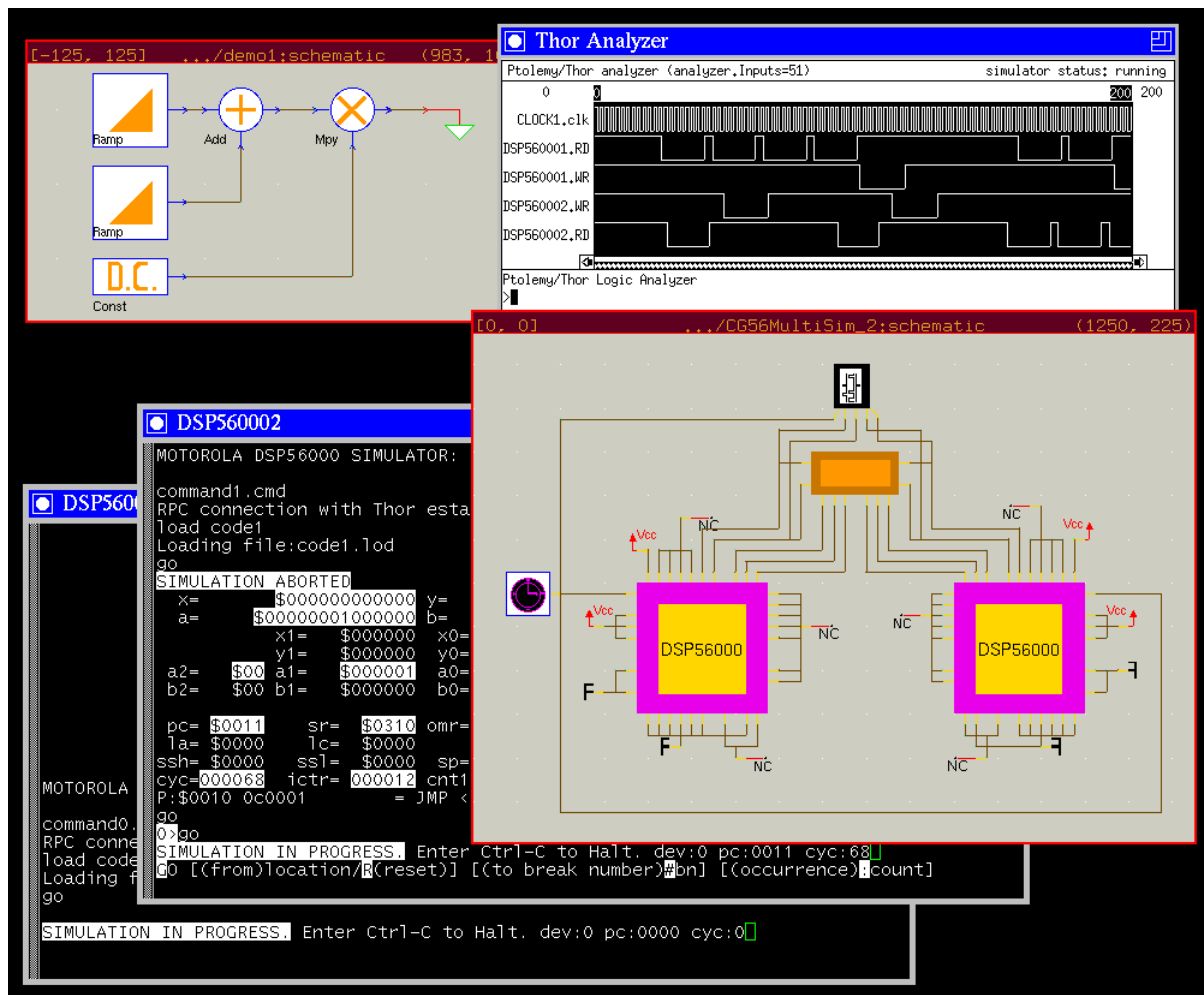 [-125, 125] .../demo1:schematic (983,
Ramp
Add
Mpy
Ramp
D.C.
Const
Thor Analyzer
Ptolemy/Thor analyzer (analyzer.Inputs=51) simulator status: running
0 0 200 200
CLOCK1.clk
DSP560001.RD
DSP560001.WR
DSP560002.WR
DSP560002.RD
Ptolemy/Thor Logic Analyzer
>
[0, 0] .../CG56MultiSim_2:schematic (1250, 225)
NC
NC
Vcc
Vcc
Vcc
Vcc
NC
NC
DSP56000
DSP56000
F
F
F
F
NC
NC
DSP560002
MOTOROLA DSP56000 SIMULATOR:
command1.cmd
RPC connection with Thor esta
load code1
Loading file:code1.lod
go
SIMULATION ABORTED
x= $000000000000 y=
a= $00000001000000 b=
x1= $000000 x0=
y1= $000000 y0=
a2= $00 a1= $000001 a0=
b2= $00 b1= $000000 b0=
pc= $0011 sr= $0310 omr=
la= $0000 lc= $0000
ssh= $0000 ssl= $0000 sp=
cyc=000068 ictr= 000012 cnt1
P:$0010 0c0001 = JMP <
go
0>go
SIMULATION IN PROGRESS. Enter Ctrl-C to Halt. dev:0 pc:0011 cyc:68
GO [(from)location/R(reset)] [(to break number)#bn] [(occurrence):count]
DSP5600
MOTOROLA
command0.
RPC conne
load code
Loading f
go
SIMULATION IN PROGRESS. Enter Ctrl-C to Halt. dev:0 pc:0000 cyc:0